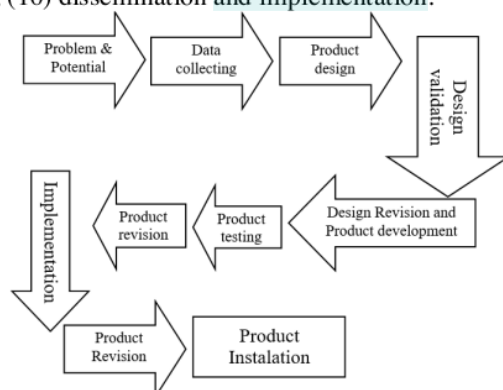 (10) dissemination and implementation.
Problem &
Potential
Data
collecting
Product
design
Design
validation
Design Revision and
Product development
Product
testing
Product
revision
Implementation
Product
Revision
Product
Instalation